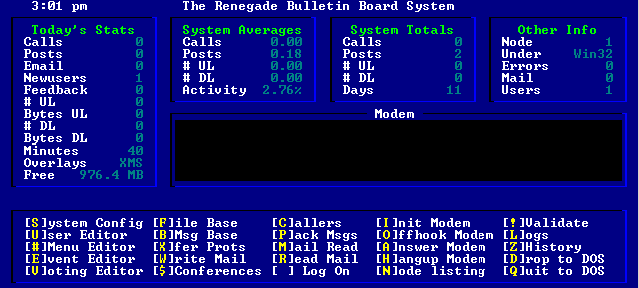 3:01 pm The Renegade Bulletin Board System
Today's Stats System Averages System Totals Other Info
Calls 0 Calls 0.00 Calls 0 Node 1
Posts 0 Posts 0.18 Posts 2 Under Win32
Email 0 # UL 0.00 # UL 0 Errors 0
Newusers 1 # DL 0.00 # DL 0 Mail 0
Feedback 0 Activity 2.76% Days 11 Users 1
# UL 0
Bytes UL 0 Modem
# DL 0
Bytes DL 0
Minutes 40
Overlays XMS
Free 976.4 MB
[S]ystem Config [F]ile Base [C]allers [I]nit Modem [!]Validate
[U]ser Editor [B]Msg Base [P]ack Msgs [O]ffhook Modem [L]ogs
[#]Menu Editor [X]fer Prots [M]ail Read [A]nswer Modem [Z]History
[E]vent Editor [W]rite Mail [R]ead Mail [H]angup Modem [D]rop to DOS
[V]oting Editor [$]Conferences [ ] Log On [N]ode listing [Q]uit to DOS